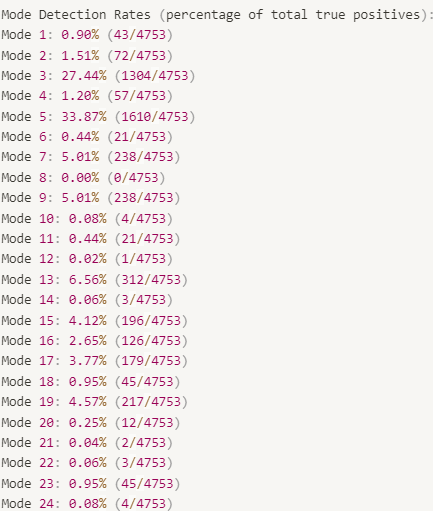 Mode Detection Rates (percentage of total true positives):
Mode 1: 0.90% (43/4753)
Mode 2: 1.51% (72/4753)
Mode 3: 27.44% (1304/4753)
Mode 4: 1.20% (57/4753)
Mode 5: 33.87% (1610/4753)
Mode 6: 0.44% (21/4753)
Mode 7: 5.01% (238/4753)
Mode 8: 0.00% (0/4753)
Mode 9: 5.01% (238/4753)
Mode 10: 0.08% (4/4753)
Mode 11: 0.44% (21/4753)
Mode 12: 0.02% (1/4753)
Mode 13: 6.56% (312/4753)
Mode 14: 0.06% (3/4753)
Mode 15: 4.12% (196/4753)
Mode 16: 2.65% (126/4753)
Mode 17: 3.77% (179/4753)
Mode 18: 0.95% (45/4753)
Mode 19: 4.57% (217/4753)
Mode 20: 0.25% (12/4753)
Mode 21: 0.04% (2/4753)
Mode 22: 0.06% (3/4753)
Mode 23: 0.95% (45/4753)
Mode 24: 0.08% (4/4753)